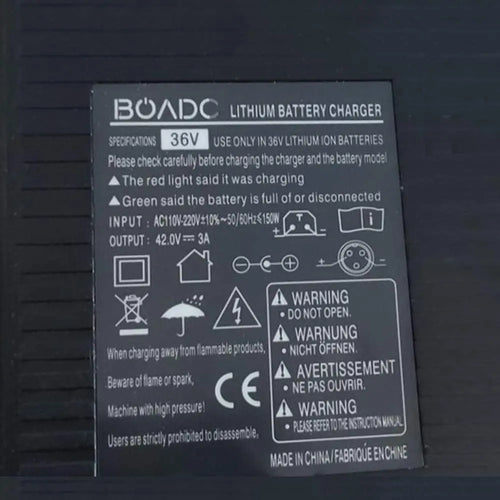 BOADC LITHIUM BATTERY CHARGER
SPECIFICATIONS 36V USE ONLY IN 36V LITHIUM ION BATTERIES
Please check carefully before charging the charger and the battery model
▲The red light said it was charging
▲Green said the battery is full of or disconnected
INPUT: AC110V-220V±10%~50/60Hz≤150W
OUTPUT: 42.0V⎓3A
When charging away from flammable products,
Beware of flame or spark,
Machine with high pressure!
Users are strictly prohibited to disassemble,
CE
WARNING
• DO NOT OPEN.
WARNUNG
• NICHT ÖFFNEN.
AVERTISSEMENT
• NE PAS OUVRIR.
WARNING
• PLEASE REFER TO THE INSTRUCTION MANUAL
MADE IN CHINA/FABRIQUÉ EN CHINE